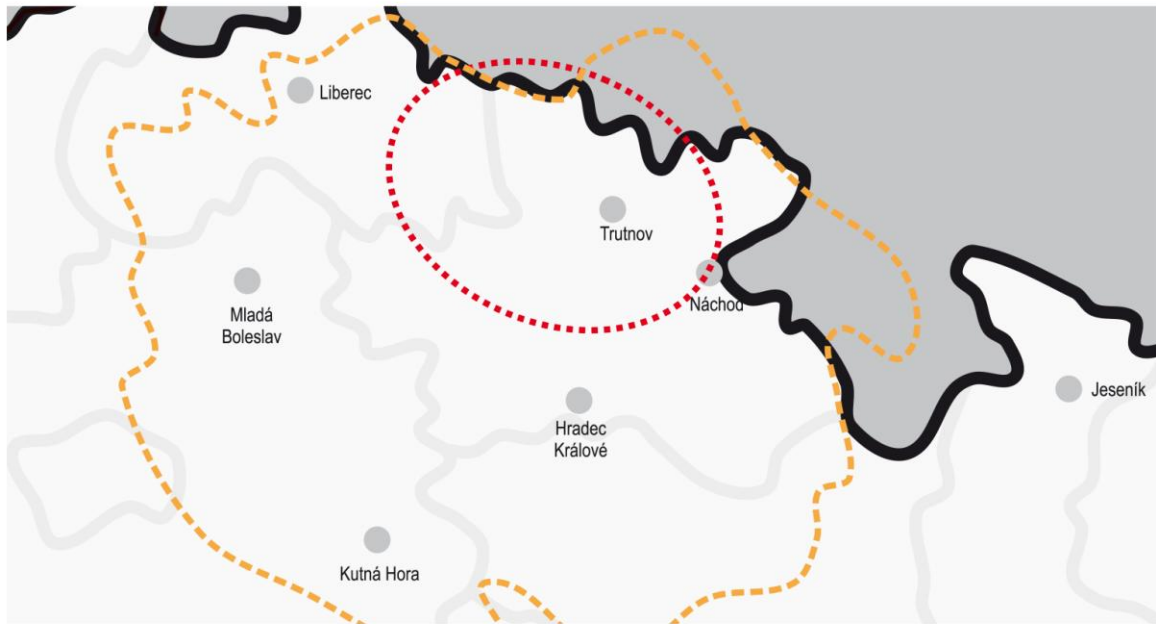 Liberec
Trutnov
Náchod
Mladá
Boleslav
Jeseník
Hradec
Králové
Kutná Hora